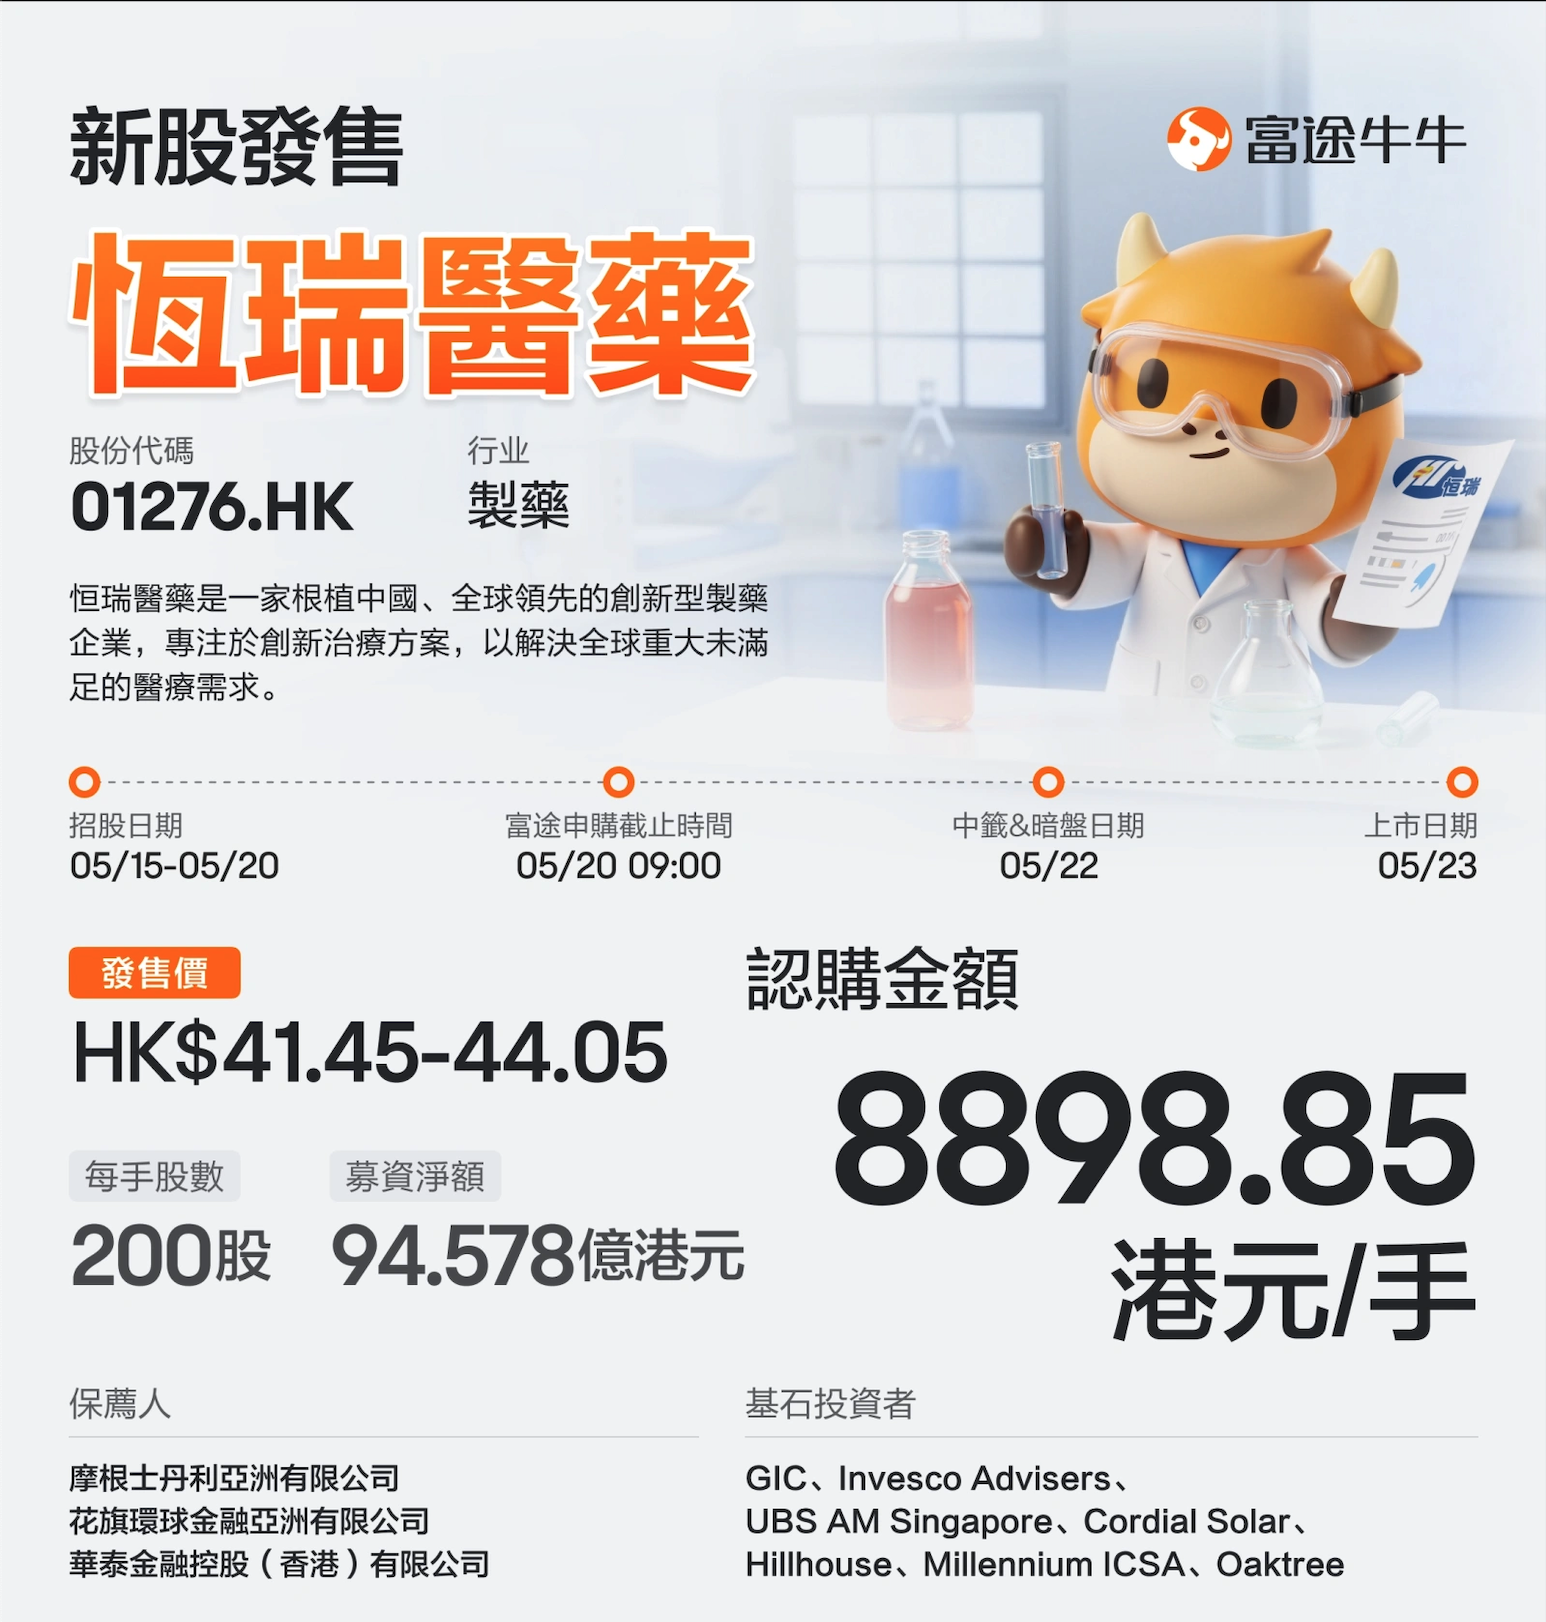 新股發售
富途牛牛
恆瑞醫藥
股份代碼
01276.HK
行业
製藥
恒瑞
恒瑞醫藥是一家根植中國、全球領先的創新型製藥
企業，專注於創新治療方案，以解決全球重大未滿
足的醫療需求。
招股日期
05/15-05/20
富途申購截止時間
05/20 09:00
中籤&暗盤日期
05/22
上市日期
05/23
發售價
HK$41.45-44.05
認購金額
8898.85
港元/手
每手股數
200股
募資淨額
94.578億港元
保薦人
摩根士丹利亞洲有限公司
花旗環球金融亞洲有限公司
華泰金融控股（香港）有限公司
基石投資者
GIC、Invesco Advisers、
UBS AM Singapore、Cordial Solar、
Hillhouse、Millennium ICSA、Oaktree